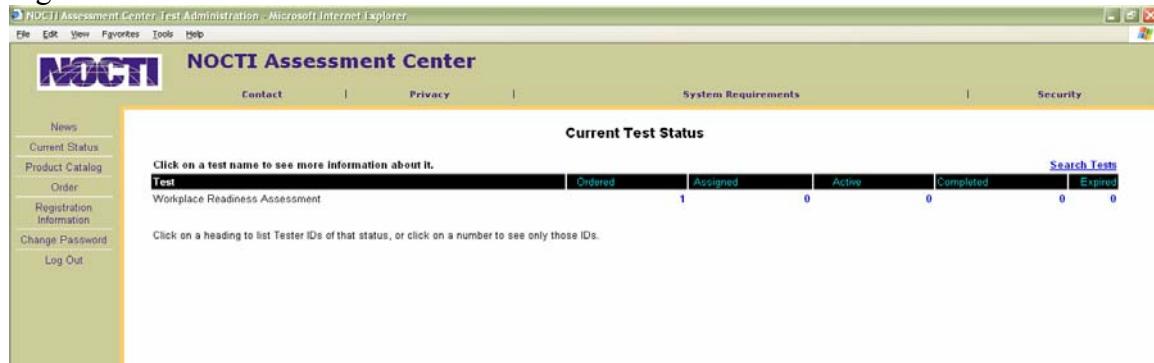 NOCTI Assessment Center Test Administration - Microsoft Internet Explorer
File Edit View Favorites Tools Help
NOCTI
NOCTI Assessment Center
Contact | Privacy | System Requirements | Security
News
Current Status
Product Catalog
Order
Registration
Information
Change Password
Log Out
Current Test Status
Click on a test name to see more information about it. Search Tests
Test Ordered Assigned Active Completed Expired
Workplace Readiness Assessment 1 0 0 0 0
Click on a heading to list Tester IDs of that status, or click on a number to see only those IDs.